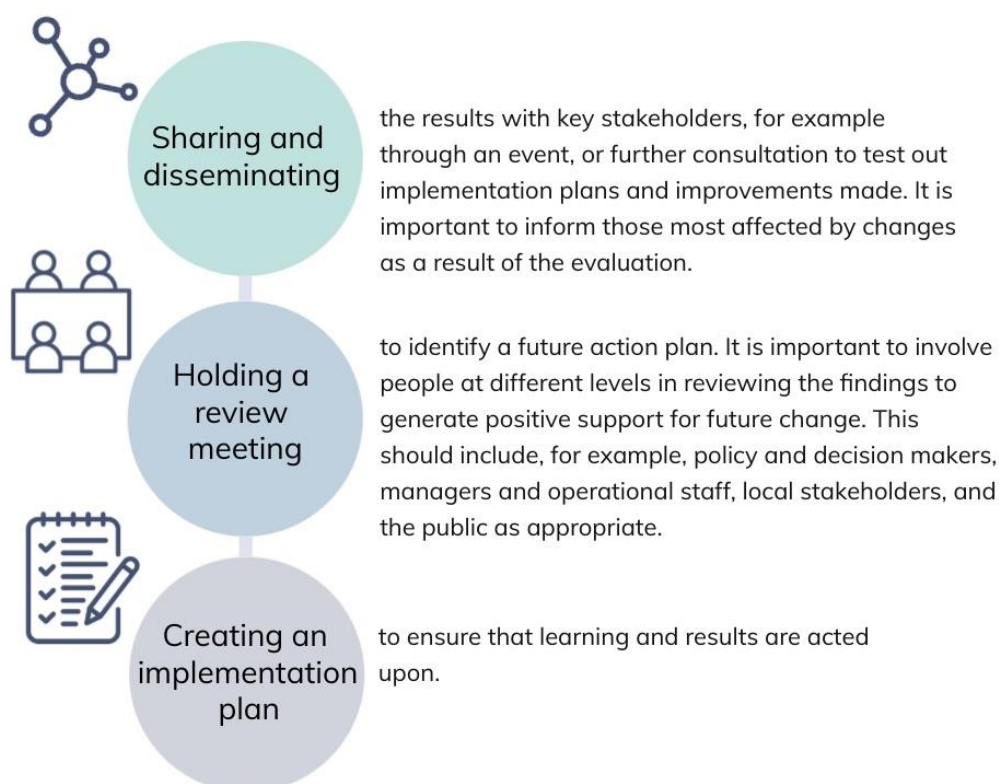 Sharing and
disseminating
the results with key stakeholders, for example
through an event, or further consultation to test out
implementation plans and improvements made. It is
important to inform those most affected by changes
as a result of the evaluation.
Holding a
review
meeting
to identify a future action plan. It is important to involve
people at different levels in reviewing the findings to
generate positive support for future change. This
should include, for example, policy and decision makers,
managers and operational staff, local stakeholders, and
the public as appropriate.
Creating an
implementation
plan
to ensure that learning and results are acted
upon.